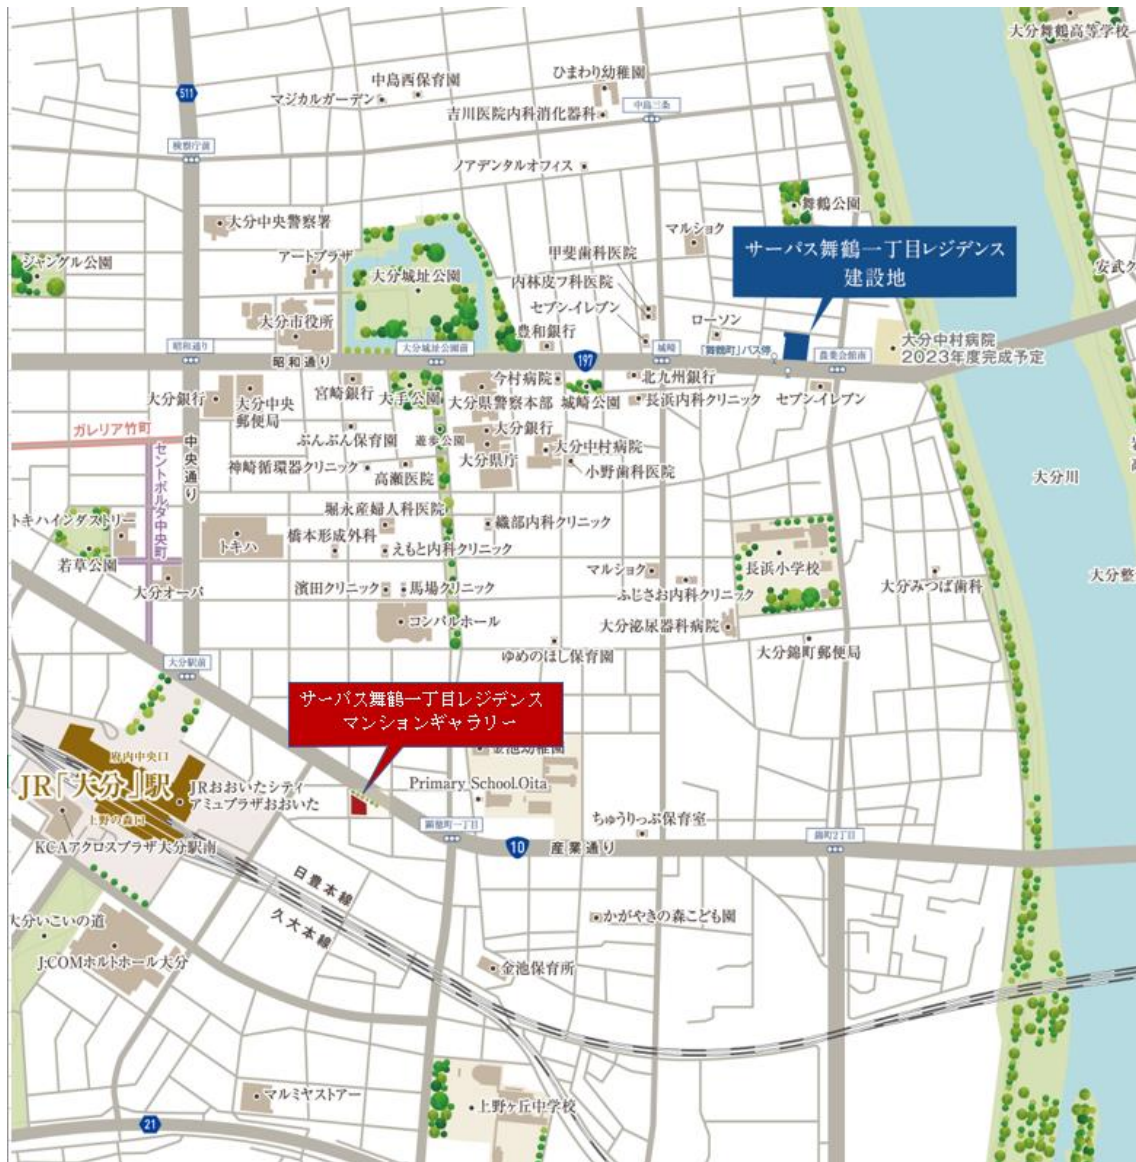 大分舞鶴高等学校
ひまわり幼稚園
中島西保育園
マジカルガーデン
511
中島三条
吉川医院内科消化器科
検察庁前
ノアデンタルオフィス
舞鶴公園
大分中央警察署
マルショク
サーパス舞鶴一丁目レジデンス
建設地
アートプラザ
甲斐歯科医院
ジャングル公園
大分城址公園
内林皮フ科医院
セブン-イレブン
ローソン
大分市役所
豊和銀行
大分中村病院
2023年度完成予定
昭和通り
昭和通り
大分城址公園前
197
城崎
「舞鶴町」バス停
農業会館南
宮崎銀行
大手公園
今村病院
北九州銀行
大分銀行
大分中央
郵便局
大分県警察本部
城崎公園
長浜内科クリニック
セブン-イレブン
ガレリア竹町
中央通り
ぶんぶん保育園
遊歩公園
大分銀行
大分中村病院
セントポルタ中央町
神崎循環器クリニック
大分県庁
高瀬医院
小野歯科医院
大分川
堀永産婦人科医院
トキハインダストリー
橋本形成外科
織部内科クリニック
トキハ
えもと内科クリニック
若草公園
マルショク
長浜小学校
大分オーパ
濱田クリニック
馬場クリニック
ふじさお内科クリニック
大分みつば歯科
コンパルホール
大分泌尿器科病院
ゆめのほし保育園
大分錦町郵便局
大分駅前
サーパス舞鶴一丁目レジデンス
マンションギャラリー
金池幼稚園
府内中央口
JR「大分」駅
JRおおいたシティ
アミュプラザおおいた
上野の森口
Primary School.Oita
ちゅうりっぷ保育室
顕徳町一丁目
錦町2丁目
KCAアクロスプラザ大分駅南
10
産業通り
日豊本線
久大本線
大分いこいの道
かがやきの森こども園
J:COMホルトホール大分
金池保育所
マルミヤストアー
上野ヶ丘中学校
21